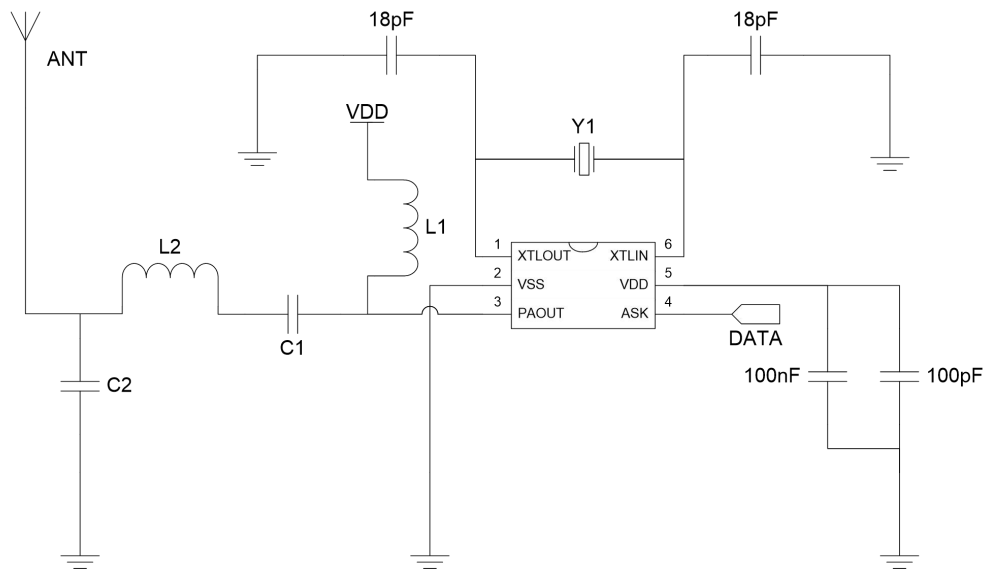 18pF
18pF
ANT
VDD
Y1
L1
L2
1
XTLOUT
XTLIN
6
2
VSS
VDD
5
3
PAOUT
ASK
4
DATA
C1
C2
100nF
100pF